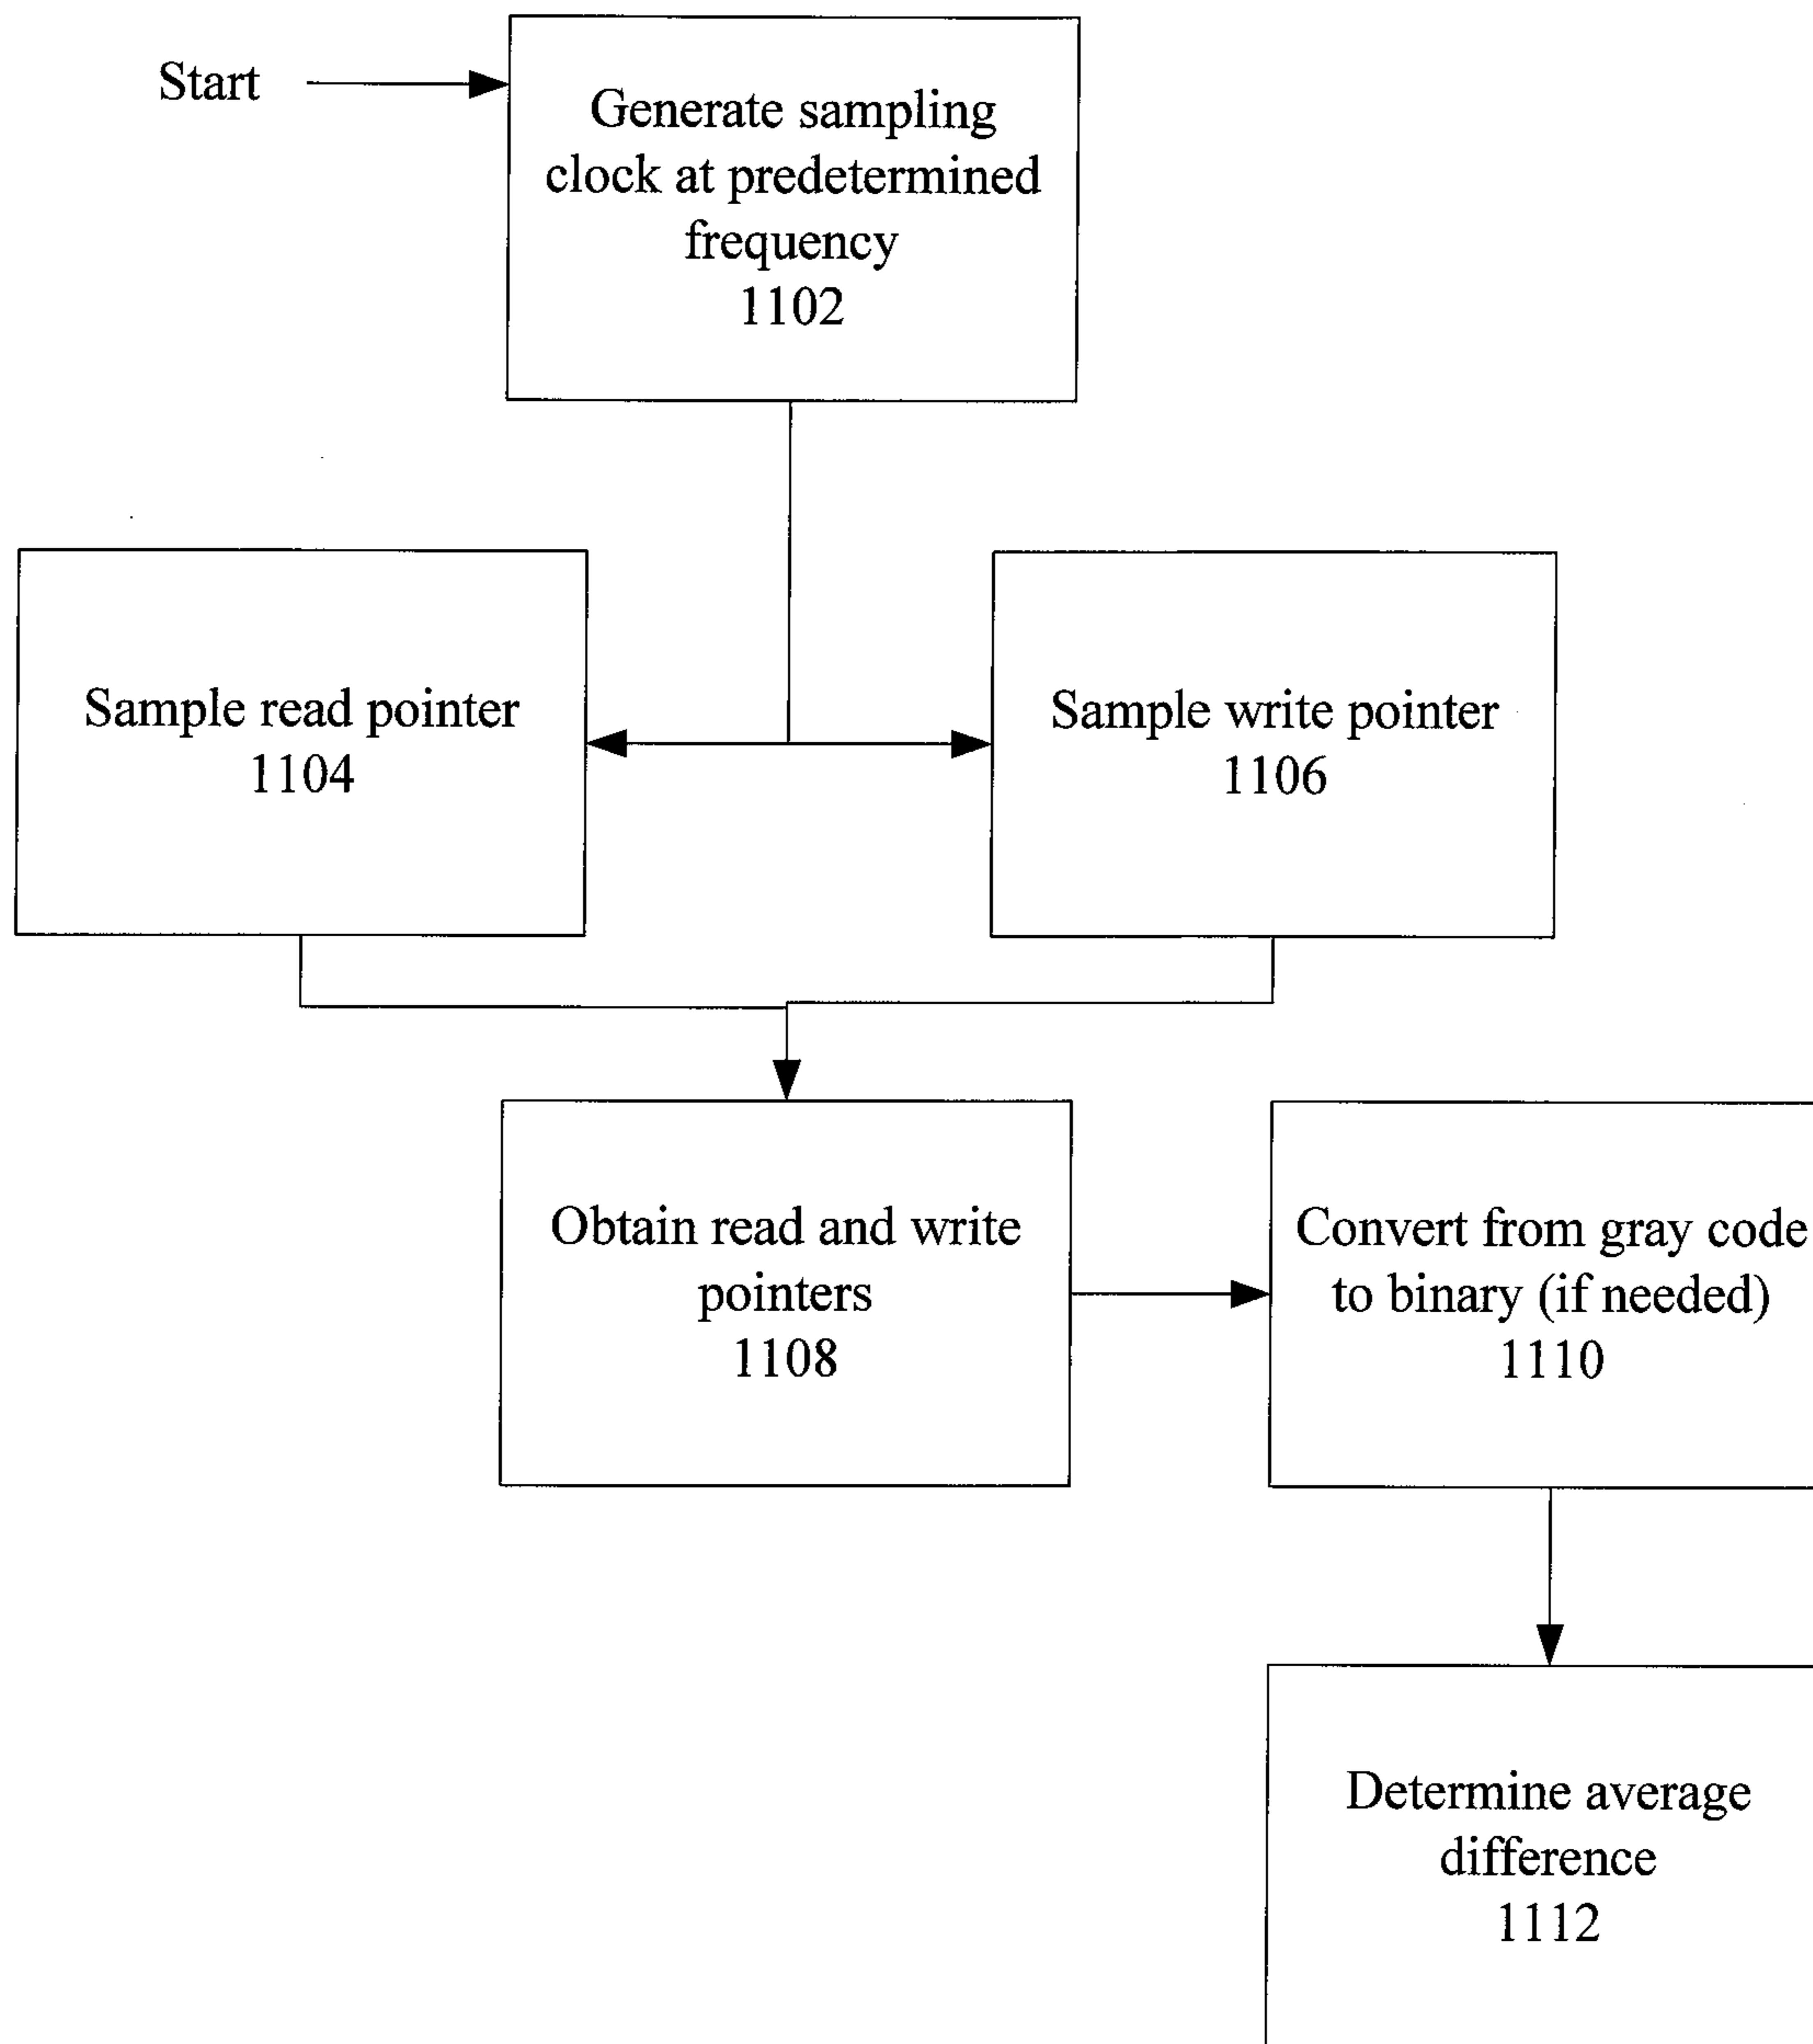 Start
Generate sampling
clock at predetermined
frequency
1102
Sample read pointer
1104
Sample write pointer
1106
Obtain read and write
pointers
1108
Convert from gray code
to binary (if needed)
1110
Determine average
difference
1112